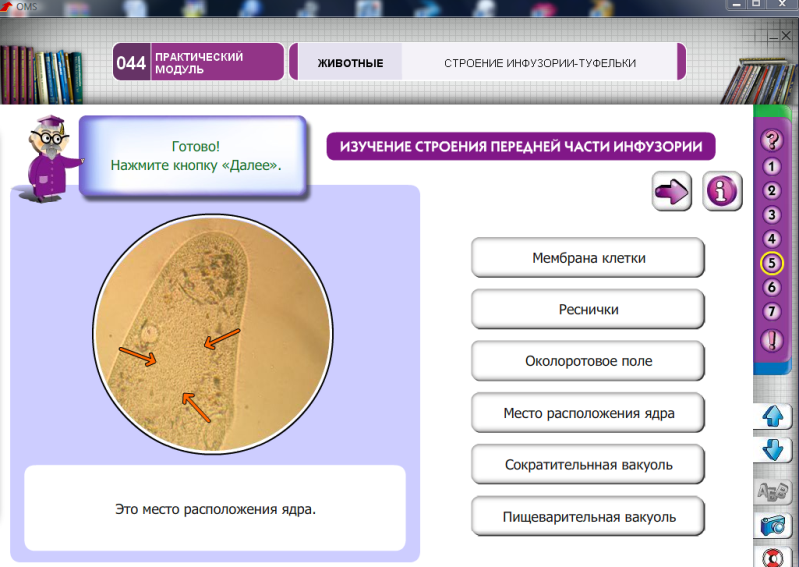 OMS
044
ПРАКТИЧЕСКИЙ
МОДУЛЬ
ЖИВОТНЫЕ
СТРОЕНИЕ ИНФУЗОРИИ-ТУФЕЛЬКИ
Готово!
Нажмите кнопку «Далее».
ИЗУЧЕНИЕ СТРОЕНИЯ ПЕРЕДНЕЙ ЧАСТИ ИНФУЗОРИИ
i
?
1
2
3
4
5
6
7
!
Мембрана клетки
Реснички
Околоротовое поле
Место расположения ядра
Сократительнная вакуоль
Пищеварительная вакуоль
Это место расположения ядра.